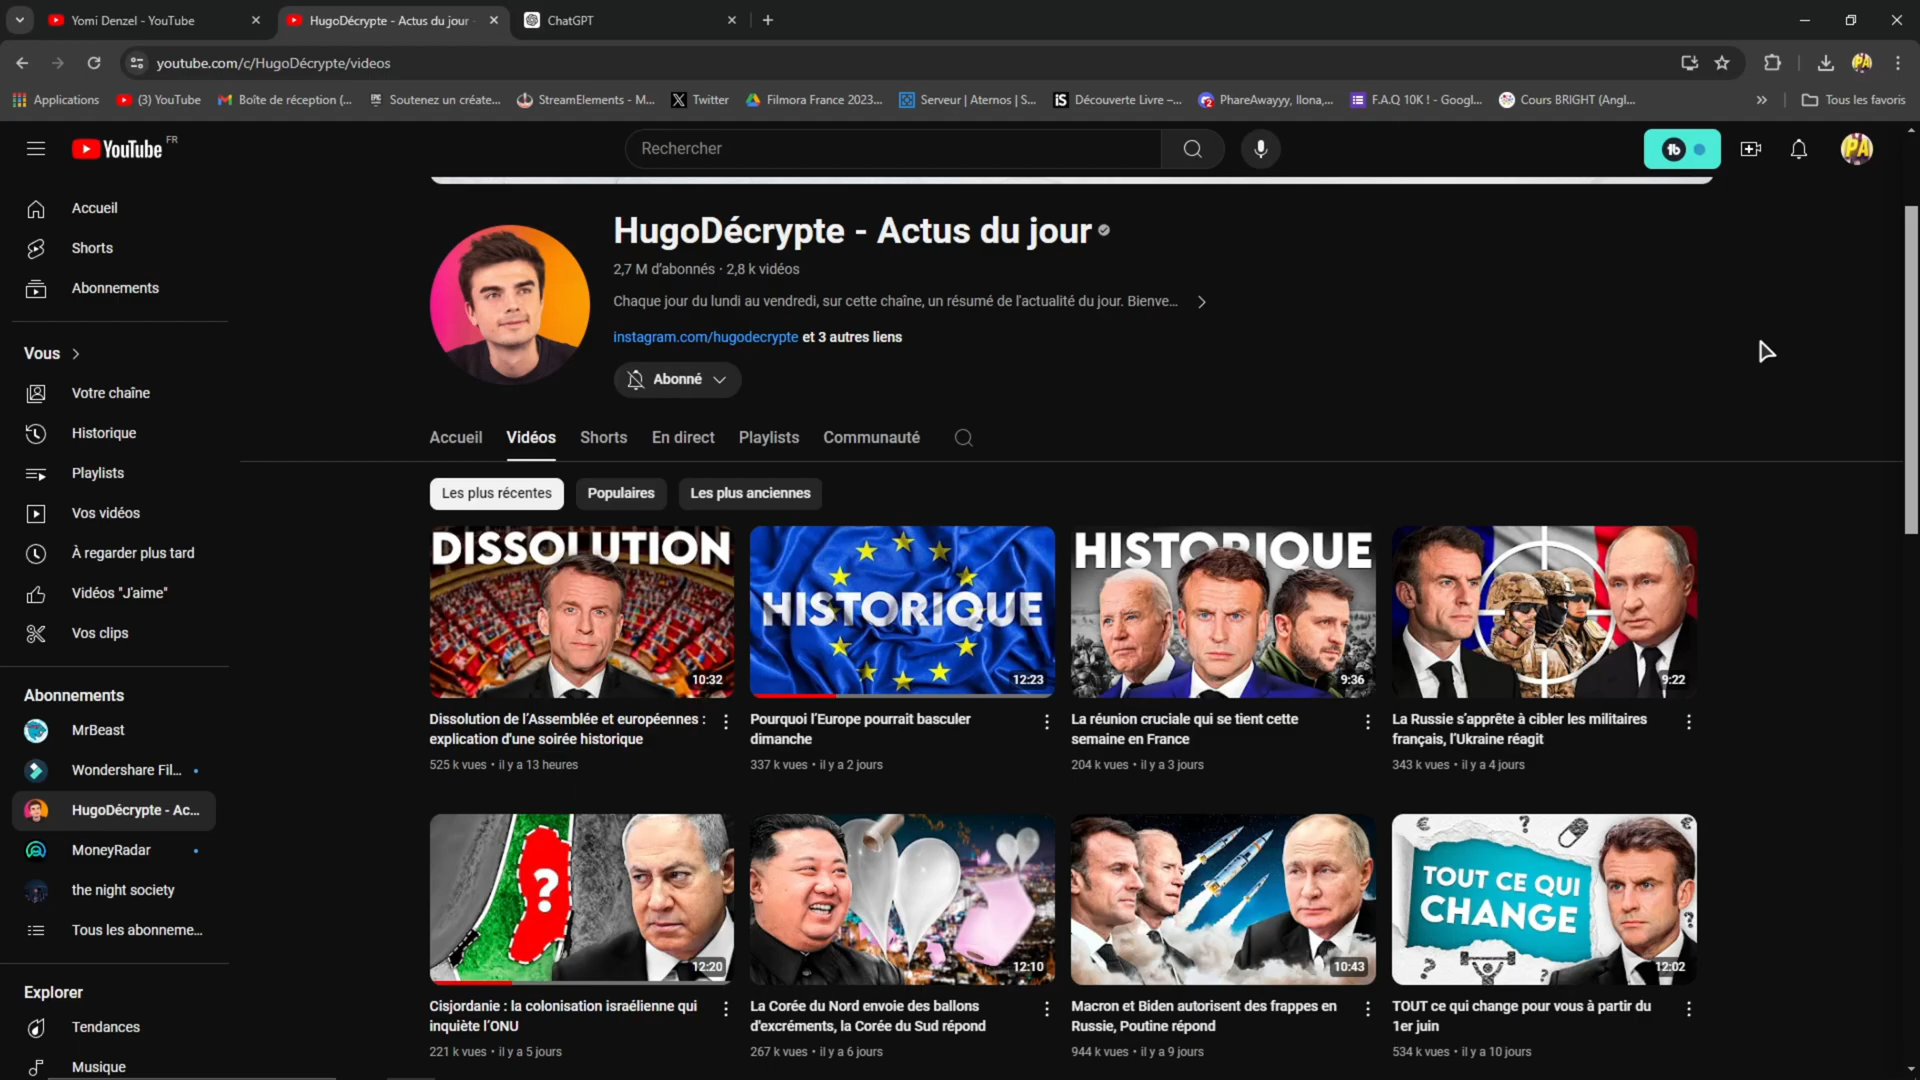 Yomi Denzel - YouTube
HugoDécrypte - Actus du jour
ChatGPT
youtube.com/c/HugoDécrypte/videos
Applications
(3) YouTube
Boîte de réception (...
Soutenez un créate...
StreamElements - M...
Twitter
Filmora France 2023...
Serveur | Aternos | S...
Découverte Livre –...
PhareAwayyy, Ilona,...
F.A.Q 10K ! - Googl...
Cours BRIGHT (Angl...
Tous les favoris
YouTube FR
Rechercher
Accueil
Shorts
Abonnements
Vous
Votre chaîne
Historique
Playlists
Vos vidéos
À regarder plus tard
Vidéos "J'aime"
Vos clips
Abonnements
MrBeast
Wondershare Fil...
HugoDécrypte - Ac...
MoneyRadar
the night society
Tous les abonneme...
Explorer
Tendances
Musique
HugoDécrypte - Actus du jour
2,7 M d'abonnés · 2,8 k vidéos
Chaque jour du lundi au vendredi, sur cette chaîne, un résumé de l'actualité du jour. Bienve...
instagram.com/hugodecrypte et 3 autres liens
Abonné
Accueil
Vidéos
Shorts
En direct
Playlists
Communauté
Les plus récentes
Populaires
Les plus anciennes
DISSOLUTION
10:32
Dissolution de l'Assemblée et européennes :
explication d'une soirée historique
525 k vues • il y a 13 heures
HISTORIQUE
12:23
Pourquoi l'Europe pourrait basculer
dimanche
337 k vues • il y a 2 jours
HISTORIQUE
9:36
La réunion cruciale qui se tient cette
semaine en France
204 k vues • il y a 3 jours
9:22
La Russie s'apprête à cibler les militaires
français, l'Ukraine réagit
343 k vues • il y a 4 jours
?
12:20
Cisjordanie : la colonisation israélienne qui
inquiète l'ONU
221 k vues • il y a 5 jours
12:10
La Corée du Nord envoie des ballons
d'excréments, la Corée du Sud répond
267 k vues • il y a 6 jours
10:43
Macron et Biden autorisent des frappes en
Russie, Poutine répond
944 k vues • il y a 9 jours
TOUT CE QUI
CHANGE
12:02
TOUT ce qui change pour vous à partir du
1er juin
534 k vues • il y a 10 jours